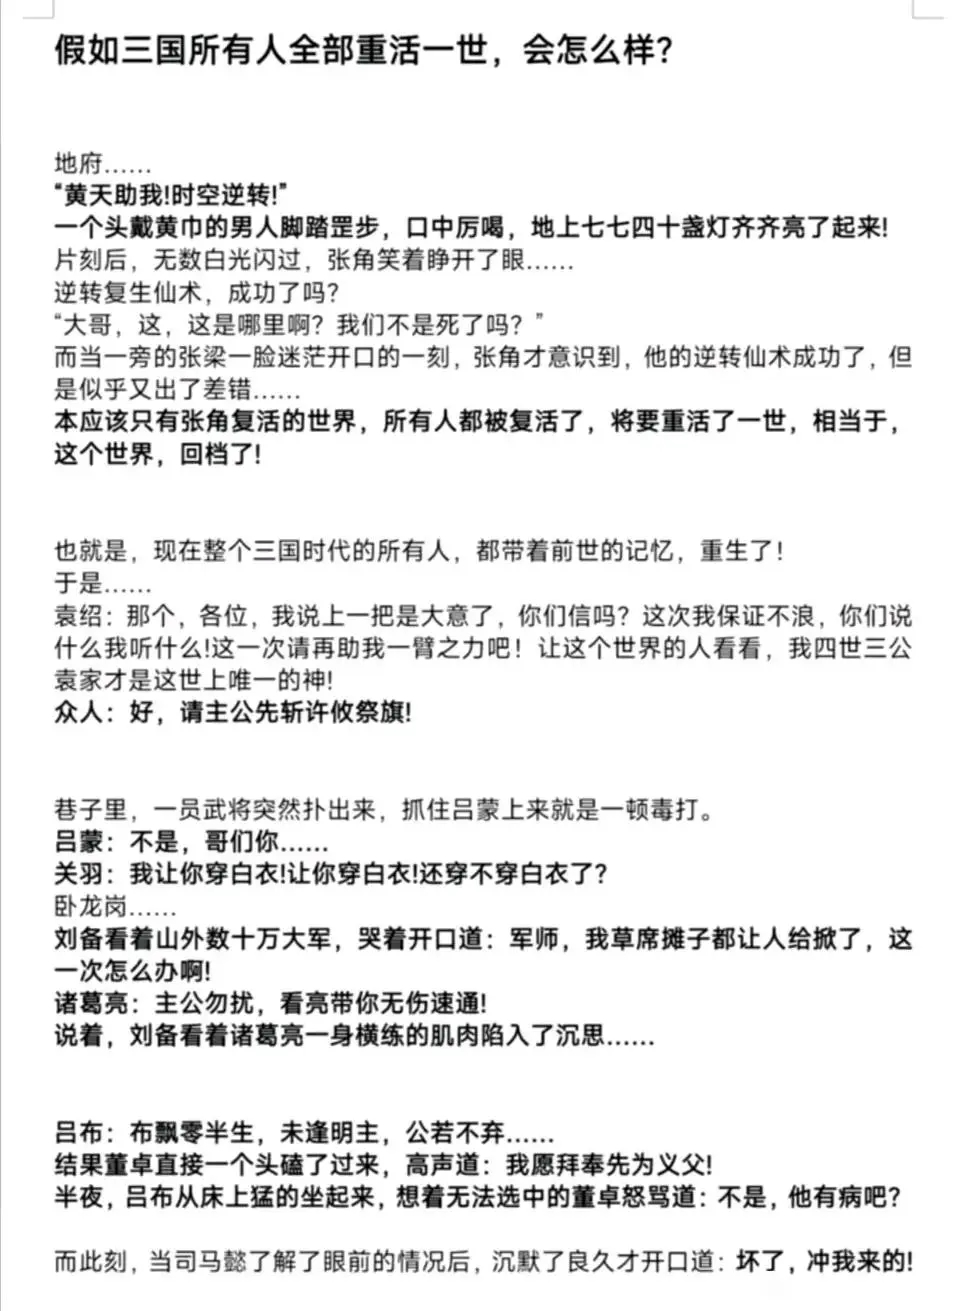 假如三国所有人全部重活一世，会怎么样？
地府……
“黄天助我!时空逆转!”
一个头戴黄巾的男人脚踏罡步，口中厉喝，地上七七四十盏灯齐齐亮了起来!
片刻后，无数白光闪过，张角笑着睁开了眼……
逆转复生仙术，成功了吗？
“大哥，这，这是哪里啊？我们不是死了吗？”
而当一旁的张梁一脸迷茫开口的一刻，张角才意识到，他的逆转仙术成功了，但
是似乎又出了差错……
本应该只有张角复活的世界，所有人都被复活了，将要重活了一世，相当于，
这个世界，回档了!
也就是，现在整个三国时代的所有人，都带着前世的记忆，重生了！
于是……
袁绍：那个，各位，我说上一把是大意了，你们信吗？这次我保证不浪，你们说
什么我听什么!这一次请再助我一臂之力吧！让这个世界的人看看，我四世三公
袁家才是这世上唯一的神!
众人：好，请主公先斩许攸祭旗!
巷子里，一员武将突然扑出来，抓住吕蒙上来就是一顿毒打。
吕蒙：不是，哥们你……
关羽：我让你穿白衣!让你穿白衣!还穿不穿白衣了？
卧龙岗……
刘备看着山外数十万大军，哭着开口道：军师，我草席摊子都让人给掀了，这
一次怎么办啊!
诸葛亮：主公勿扰，看亮带你无伤速通!
说着，刘备看着诸葛亮一身横练的肌肉陷入了沉思……
吕布：布飘零半生，未逢明主，公若不弃……
结果董卓直接一个头磕了过来，高声道：我愿拜奉先为义父!
半夜，吕布从床上猛的坐起来，想着无法选中的董卓怒骂道：不是，他有病吧？
而此刻，当司马懿了解了眼前的情况后，沉默了良久才开口道：坏了，冲我来的!